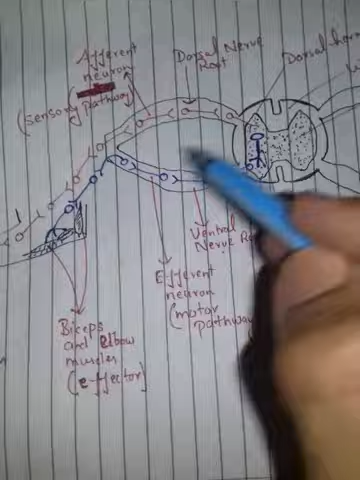 Afferent
neuron
(sensory pathway)
Dorsal Nerve
Root
Dorsal horn
Ventral
Nerve
Efferent
neuron
(motor
pathway
Biceps
and elbow
muscles
(effector)